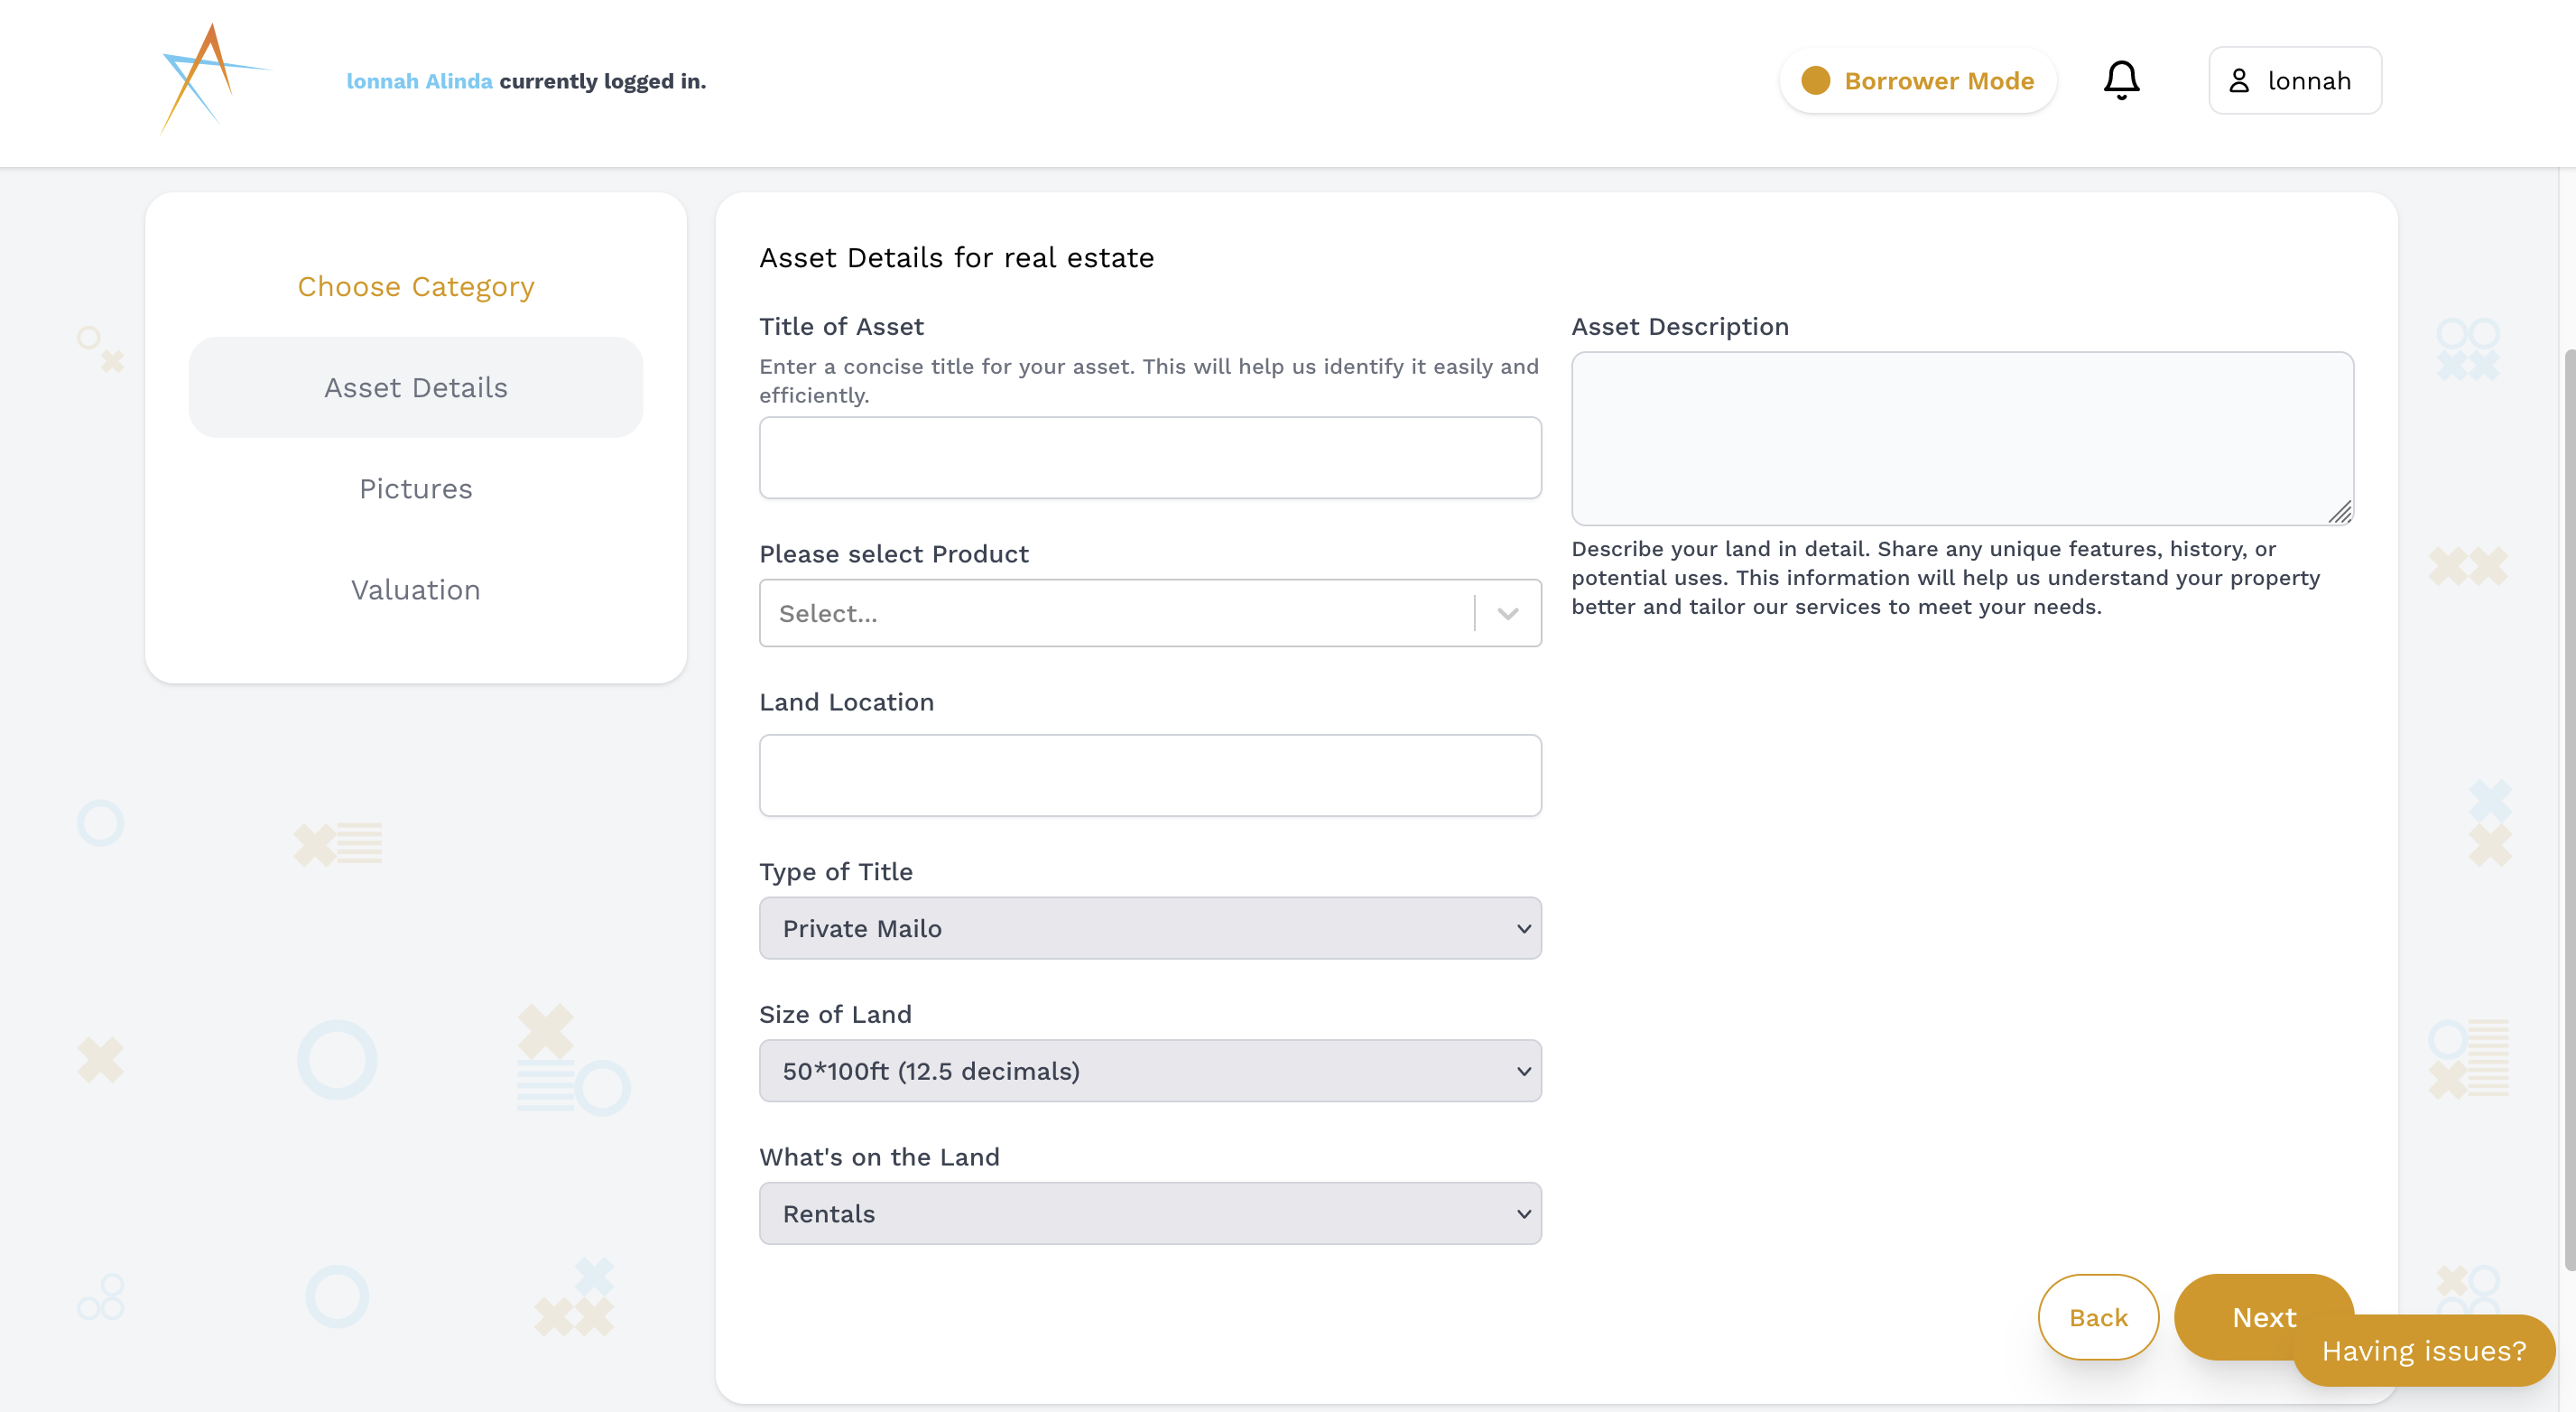 lonnah Alinda currently logged in.
Borrower Mode
lonnah
Choose Category
Asset Details
Pictures
Valuation
Asset Details for real estate
Title of Asset
Enter a concise title for your asset. This will help us identify it easily and
efficiently.
Please select Product
Select...
Land Location
Type of Title
Private Mailo
Size of Land
50*100ft (12.5 decimals)
What's on the Land
Rentals
Asset Description
Describe your land in detail. Share any unique features, history, or
potential uses. This information will help us understand your property
better and tailor our services to meet your needs.
Back
Next
Having issues?